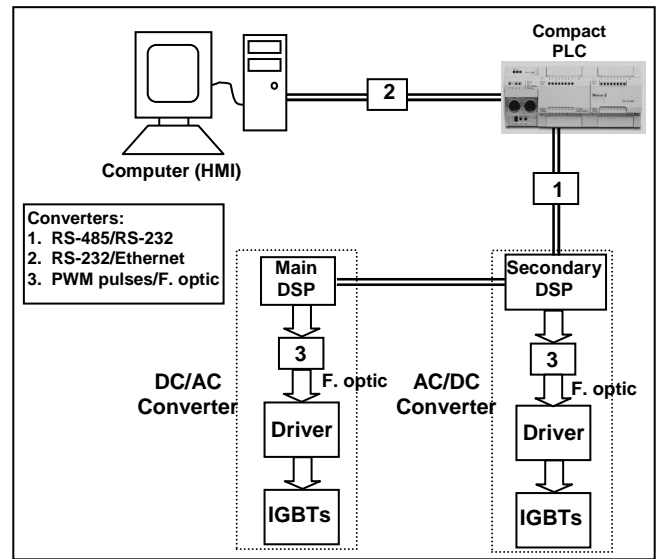 Compact
PLC
2
Computer (HMI)
1
Converters:
1. RS-485/RS-232
2. RS-232/Ethernet
3. PWM pulses/F. optic
Main
DSP
Secondary
DSP
3
3
F. optic
F. optic
DC/AC
Converter
AC/DC
Converter
Driver
Driver
IGBTs
IGBTs